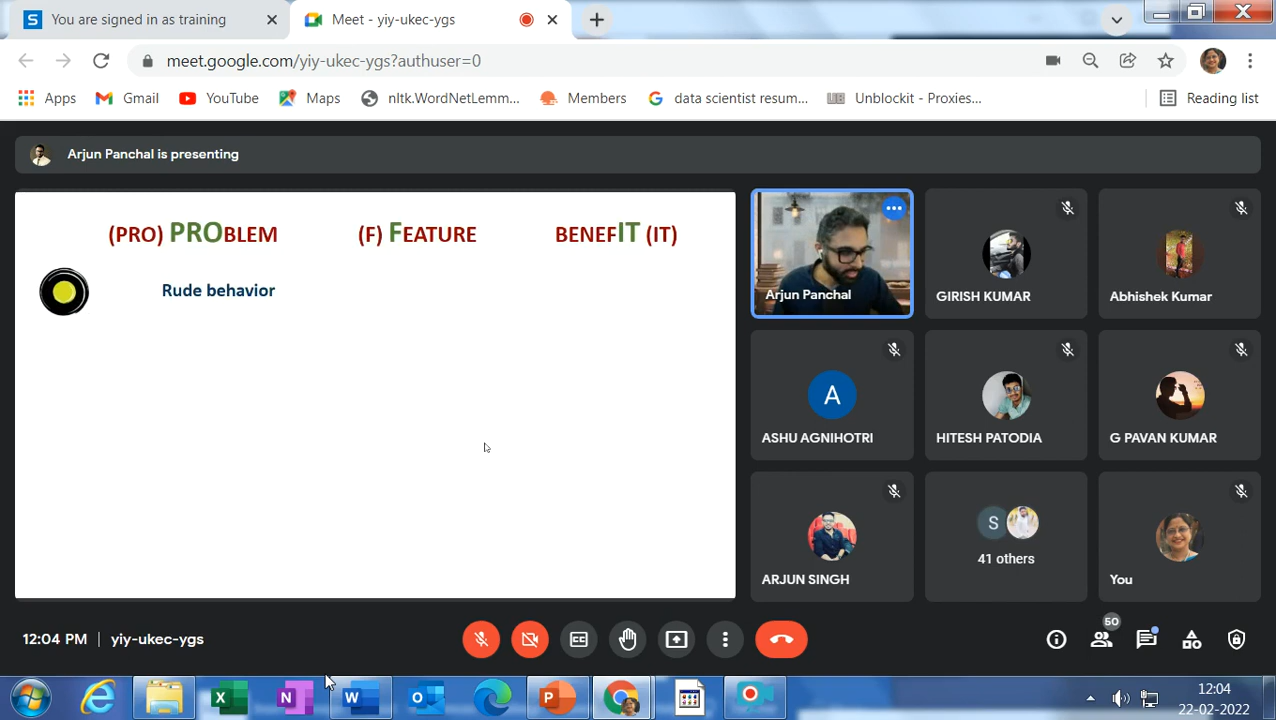 You are signed in as training
Meet - yiy-ukec-ygs
meet.google.com/yiy-ukec-ygs?authuser=0
Apps
Gmail
YouTube
Maps
nltk.WordNetLemm...
Members
data scientist resum...
Unblockit - Proxies...
Reading list
Arjun Panchal is presenting
(PRO) PROBLEM
(F) FEATURE
BENEFIT (IT)
Rude behavior
Arjun Panchal
GIRISH KUMAR
Abhishek Kumar
A
ASHU AGNIHOTRI
HITESH PATODIA
G PAVAN KUMAR
ARJUN SINGH
S
41 others
You
12:04 PM
yiy-ukec-ygs
50
12:04
22-02-2022